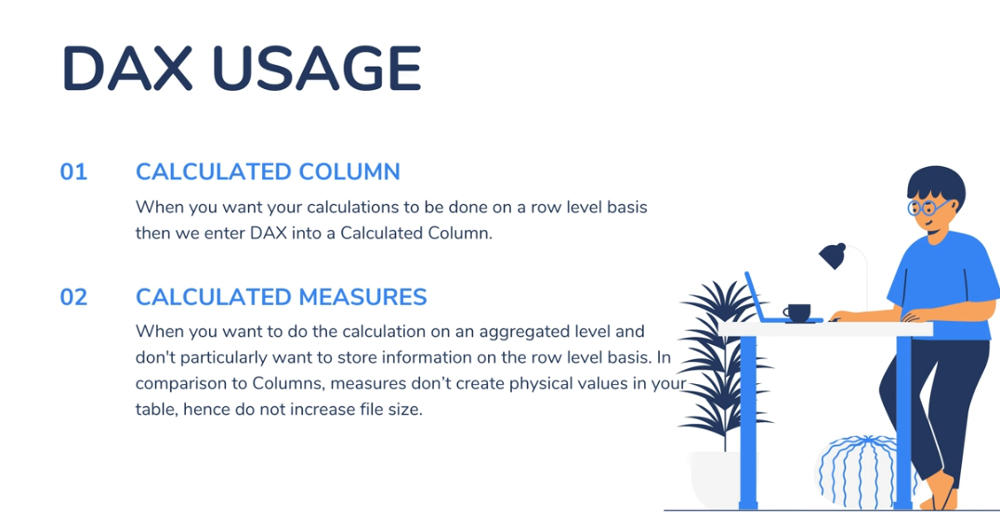 DAX USAGE
01 CALCULATED COLUMN
When you want your calculations to be done on a row level basis
then we enter DAX into a Calculated Column.
02 CALCULATED MEASURES
When you want to do the calculation on an aggregated level and
don't particularly want to store information on the row level basis. In
comparison to Columns, measures don’t create physical values in your
table, hence do not increase file size.